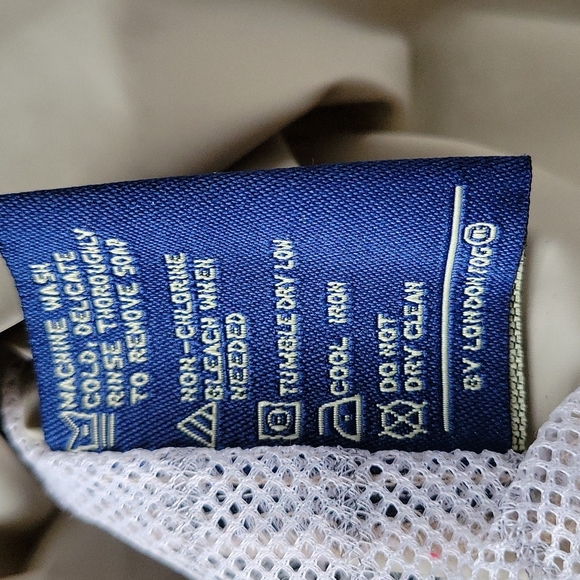 MACHINE WASH
COLD, DELICATE
RINSE THOROUGHLY
TO REMOVE SOAP
NON-CHLORINE
BLEACH WHEN
NEEDED
TUMBLE DRY LOW
COOL IRON
DO NOT
DRY CLEAN
BY LONDON FOG®